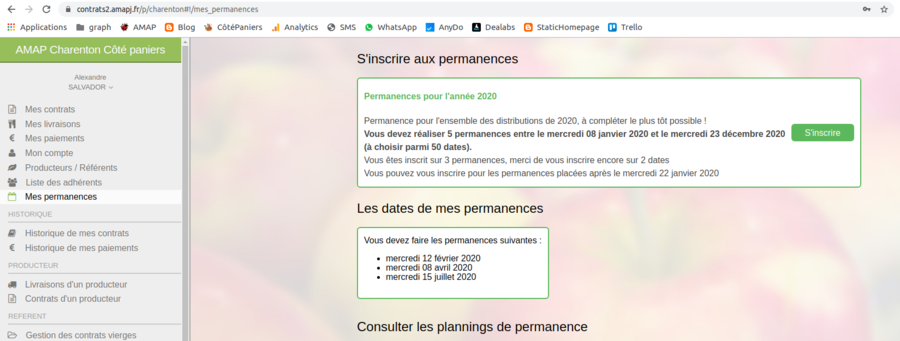 contrats2.amapj.fr/p/charenton#!/mes_permanences
Applications graph AMAP Blog CôtéPaniers Analytics SMS WhatsApp AnyDo Dealabs StaticHomepage Trello
AMAP Charenton Côté paniers
Alexandre
SALVADOR
Mes contrats
Mes livraisons
Mes paiements
Mon compte
Producteurs / Référents
Liste des adhérents
Mes permanences
HISTORIQUE
Historique de mes contrats
Historique de mes paiements
PRODUCTEUR
Livraisons d'un producteur
Contrats d'un producteur
REFERENT
Gestion des contrats vierges
S'inscrire aux permanences
Permanences pour l'année 2020
Permanence pour l'ensemble des distributions de 2020, à compléter le plus tôt possible !
Vous devez réaliser 5 permanences entre le mercredi 08 janvier 2020 et le mercredi 23 décembre 2020
(à choisir parmi 50 dates).
Vous êtes inscrit sur 3 permanences, merci de vous inscrire encore sur 2 dates
Vous pouvez vous inscrire pour les permanences placées après le mercredi 22 janvier 2020
S'inscrire
Les dates de mes permanences
Vous devez faire les permanences suivantes :
mercredi 12 février 2020
mercredi 08 avril 2020
mercredi 15 juillet 2020
Consulter les plannings de permanence